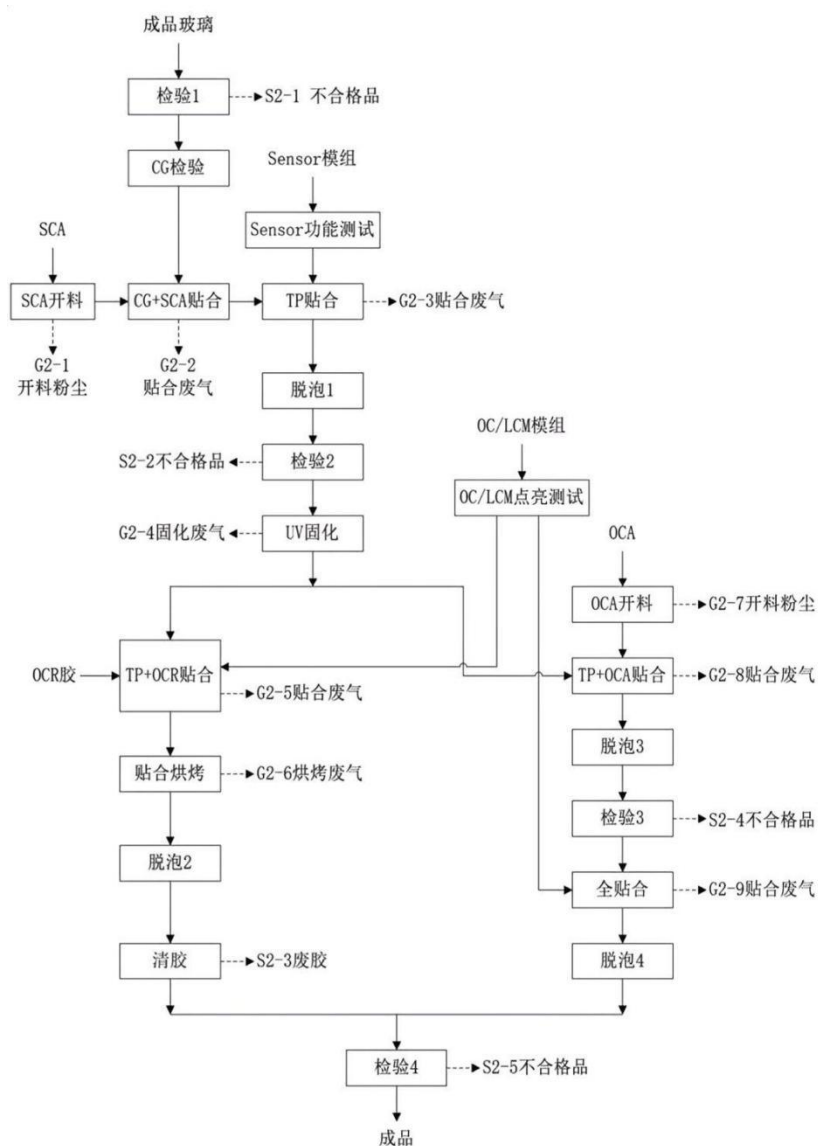 成品玻璃
检验1
S2-1 不合格品
CG检验
Sensor模组
SCA
Sensor功能测试
SCA开料
CG+SCA贴合
TP贴合
G2-3贴合废气
G2-1
开料粉尘
G2-2
贴合废气
脱泡1
OC/LCM模组
S2-2不合格品
检验2
OC/LCM点亮测试
G2-4固化废气
UV固化
OCA
OCA开料
G2-7开料粉尘
OCR胶
TP+OCR贴合
G2-5贴合废气
TP+OCA贴合
G2-8贴合废气
脱泡3
贴合烘烤
G2-6烘烤废气
检验3
S2-4不合格品
脱泡2
全贴合
G2-9贴合废气
清胶
S2-3废胶
脱泡4
检验4
S2-5不合格品
成品